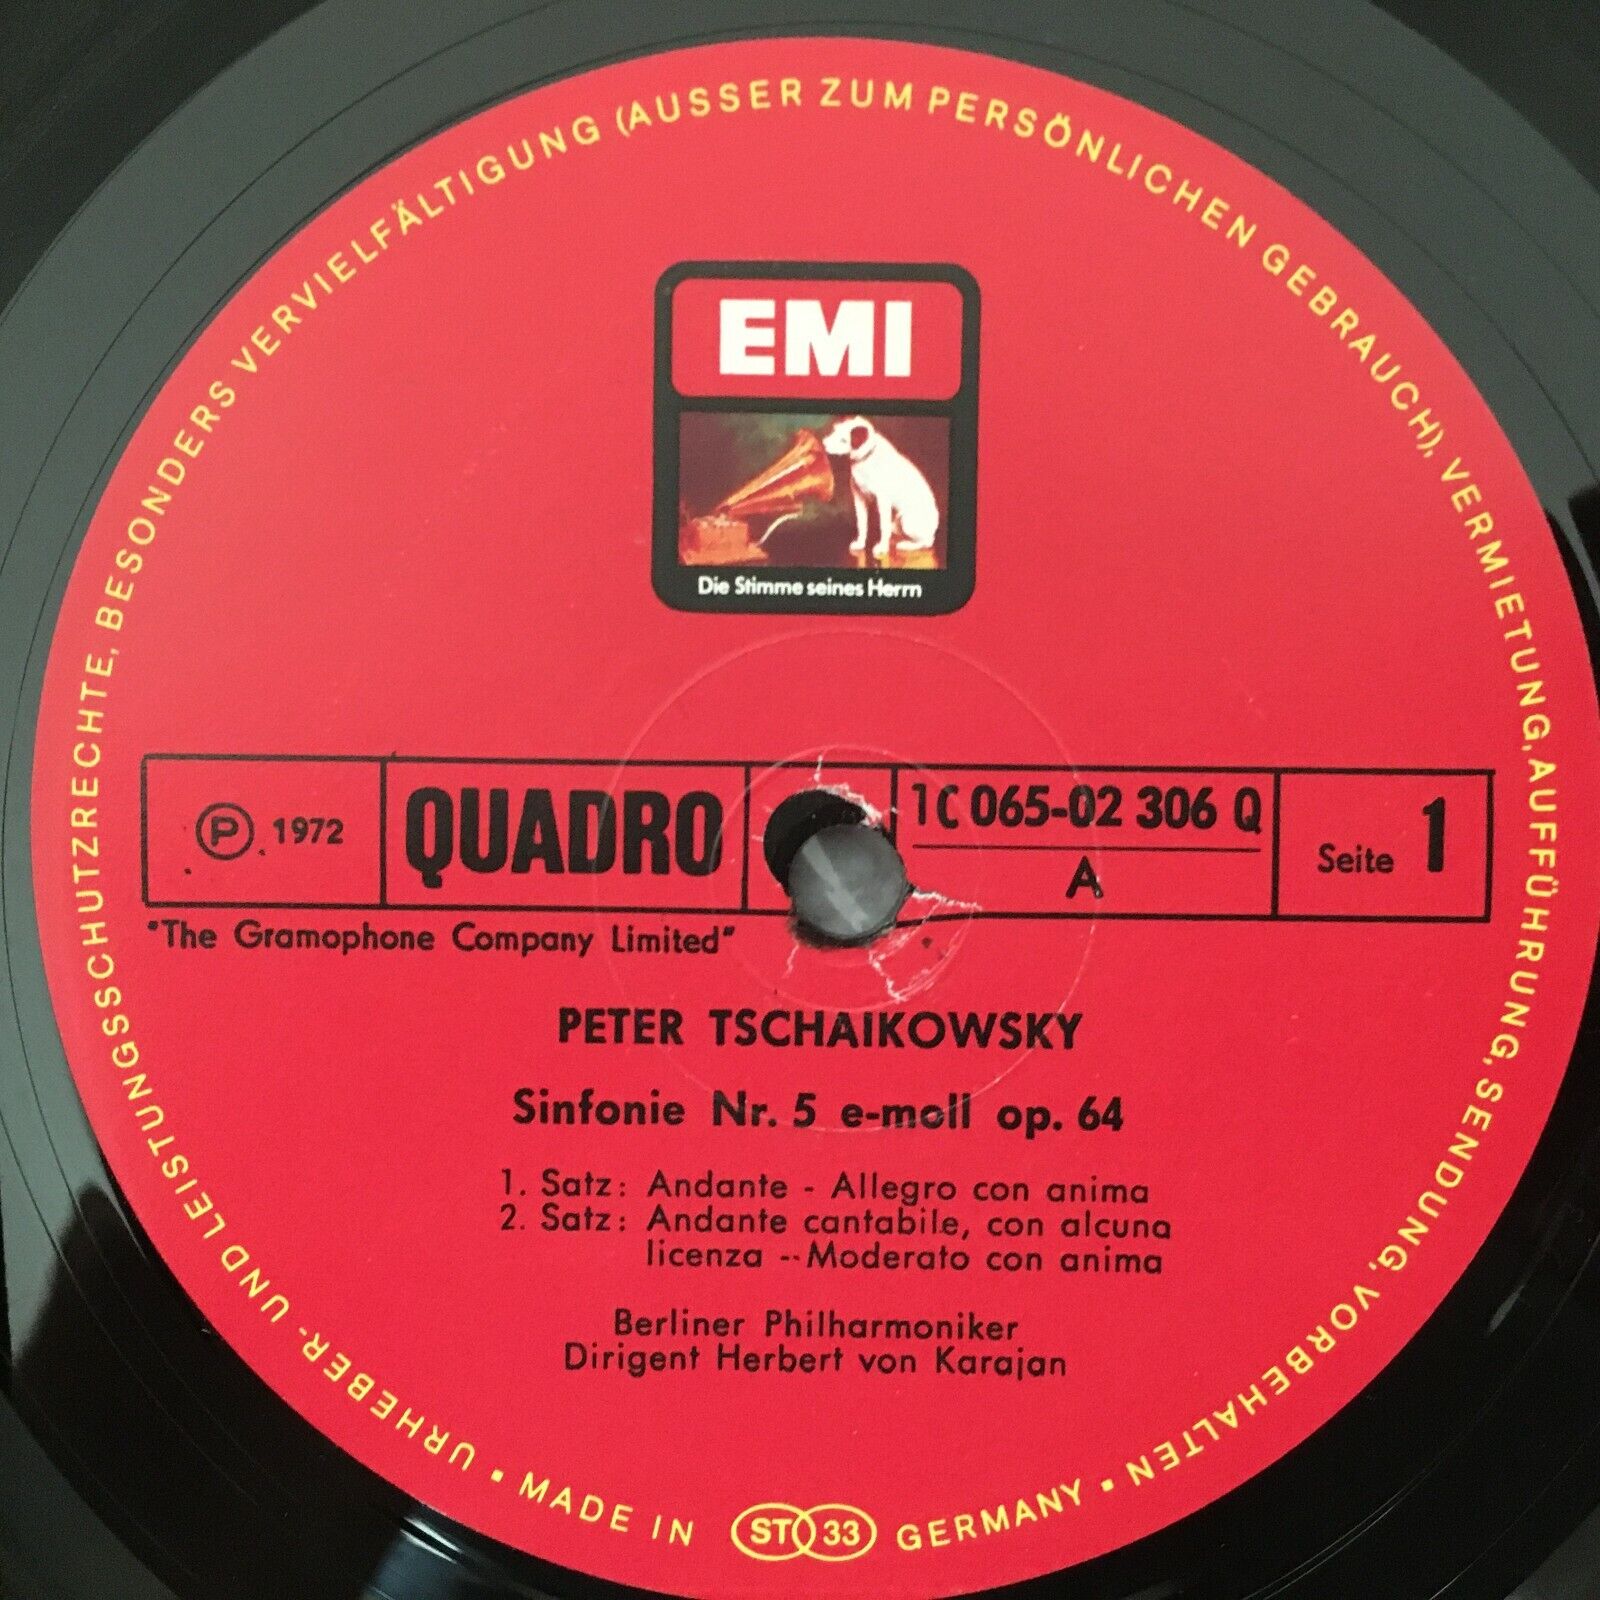 EMI
Die Stimme seines Herrn
℗ 1972
QUADRO
1C 065-02 306 Q
A
Seite 1
"The Gramophone Company Limited"
PETER TSCHAIKOWSKY
Sinfonie Nr. 5 e-moll op. 64
1. Satz: Andante - Allegro con anima
2. Satz: Andante cantabile, con alcuna
licenza -- Moderato con anima
Berliner Philharmoniker
Dirigent Herbert von Karajan
URHEBER- UND LEISTUNGSSCHUTZRECHTE, BESONDERS VERVIELFÄLTIGUNG (AUSSER ZUM PERSÖNLICHEN GEBRAUCH), VERMIETUNG, AUFFÜHRUNG, SENDUNG, VORBEHALTEN ▪
MADE IN ST 33 GERMANY ▪